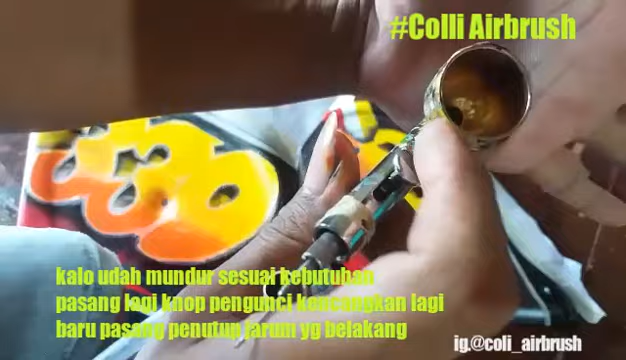 #Colli Airbrush
kalo udah mundur sesuai kebutuhan
pasang lagi knop pengunci kencangkan lagi
baru pasang penutup jarum yg belakang
ig.@coli_airbrush